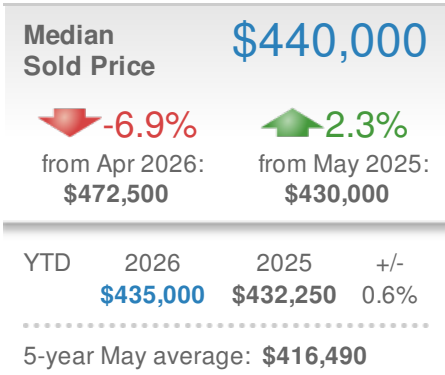 Median $440,000
Sold Price
-6.9% 2.3%
from Apr 2026: from May 2025:
$472,500 $430,000
YTD 2026 2025 +/-
$435,000 $432,250 0.6%
5-year May average: $416,490